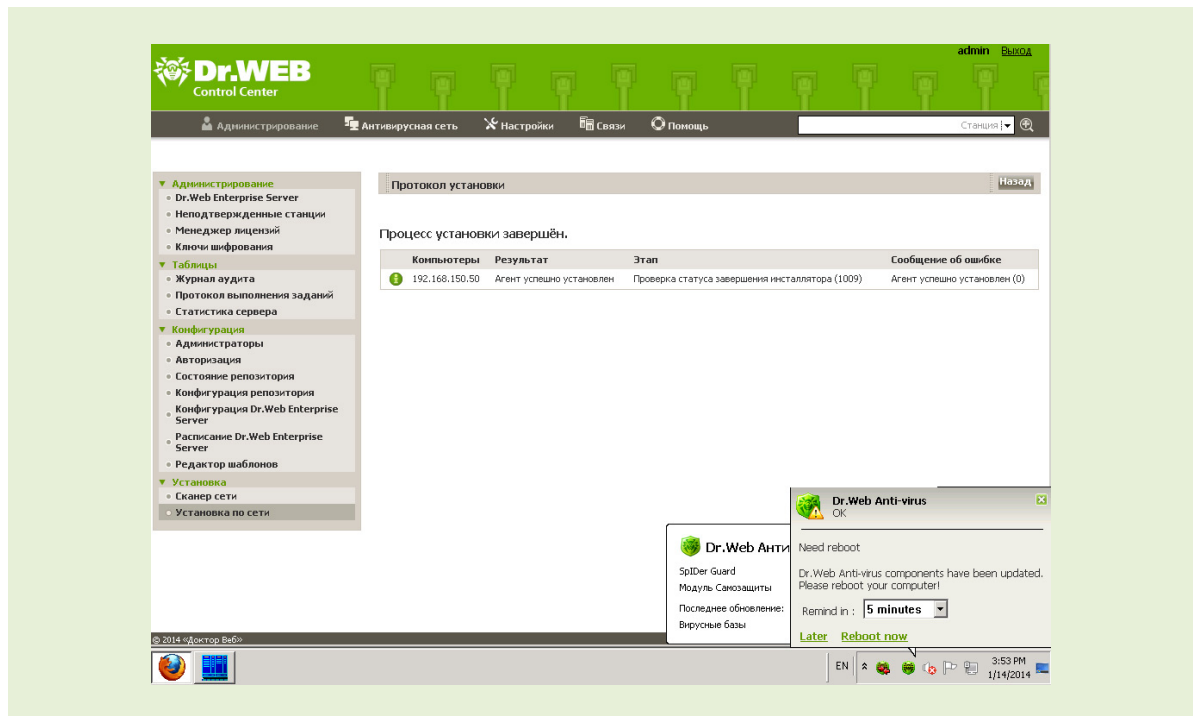 admin Выход
Dr.WEB
Control Center
Администрирование Антивирусная сеть Настройки Связи Помощь Станция
Администрирование
Dr.Web Enterprise Server
Неподтвержденные станции
Менеджер лицензий
Ключи шифрования
Таблицы
Журнал аудита
Протокол выполнения заданий
Статистика сервера
Конфигурация
Администраторы
Авторизация
Состояние репозитория
Конфигурация репозитория
Конфигурация Dr.Web Enterprise
Server
Расписание Dr.Web Enterprise
Server
Редактор шаблонов
Установка
Сканер сети
Установка по сети
Протокол установки Назад
Процесс установки завершён.
Компьютеры Результат Этап Сообщение об ошибке
192.168.150.50 Агент успешно установлен Проверка статуса завершения инсталлятора (1009) Агент успешно установлен (0)
Dr.Web Анти
SpIDer Guard
Модуль Самозащиты
Последнее обновление:
Вирусные базы
Dr.Web Anti-virus
OK
Need reboot
Dr.Web Anti-virus components have been updated.
Please reboot your computer!
Remind in : 5 minutes
Later Reboot now
© 2014 «Доктор Веб»
EN 3:53 PM
1/14/2014